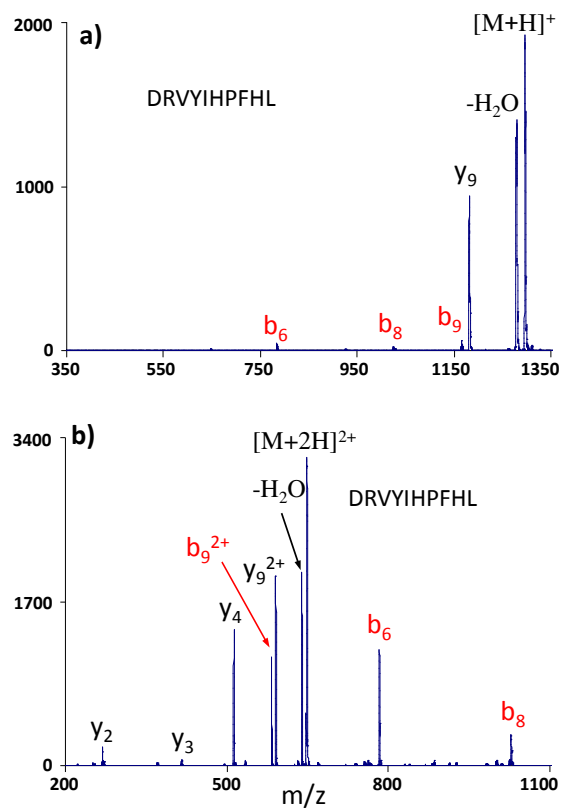 a)
2000
1000
0
DRVYIHPFHL
[M+H]⁺
-H₂O
y₉
b₆
b₈
b₉
350 550 750 950 1150 1350
b)
3400
1700
0
[M+2H]²⁺
-H₂O
DRVYIHPFHL
b₉²⁺
y₉²⁺
y₄
b₆
y₂
y₃
b₈
500 800 1100
m/z